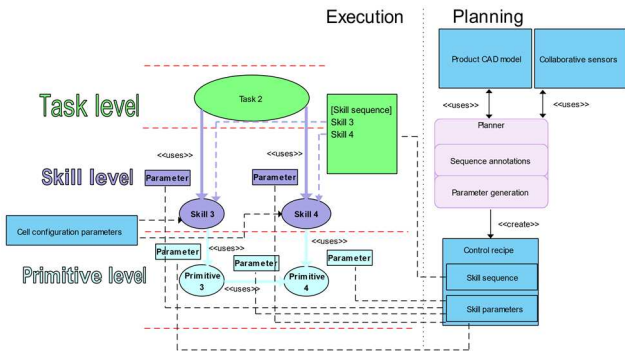 Execution
Planning
Product CAD model
Collaborative sensors
Task 2
Task level
[Skill sequence]
Skill 3
Skill 4
<<uses>>
<<uses>>
Planner
<<uses>>
<<uses>>
Sequence annotations
Skill level
Parameter
Parameter
Parameter generation
Skill 3
Skill 4
Cell configuration parameters
<<create>>
Parameter
<<uses>>
<<uses>>
Control recipe
Parameter
Parameter
Primitive level
Primitive
3
Primitive
4
<<uses>>
Skill sequence
Skill parameters